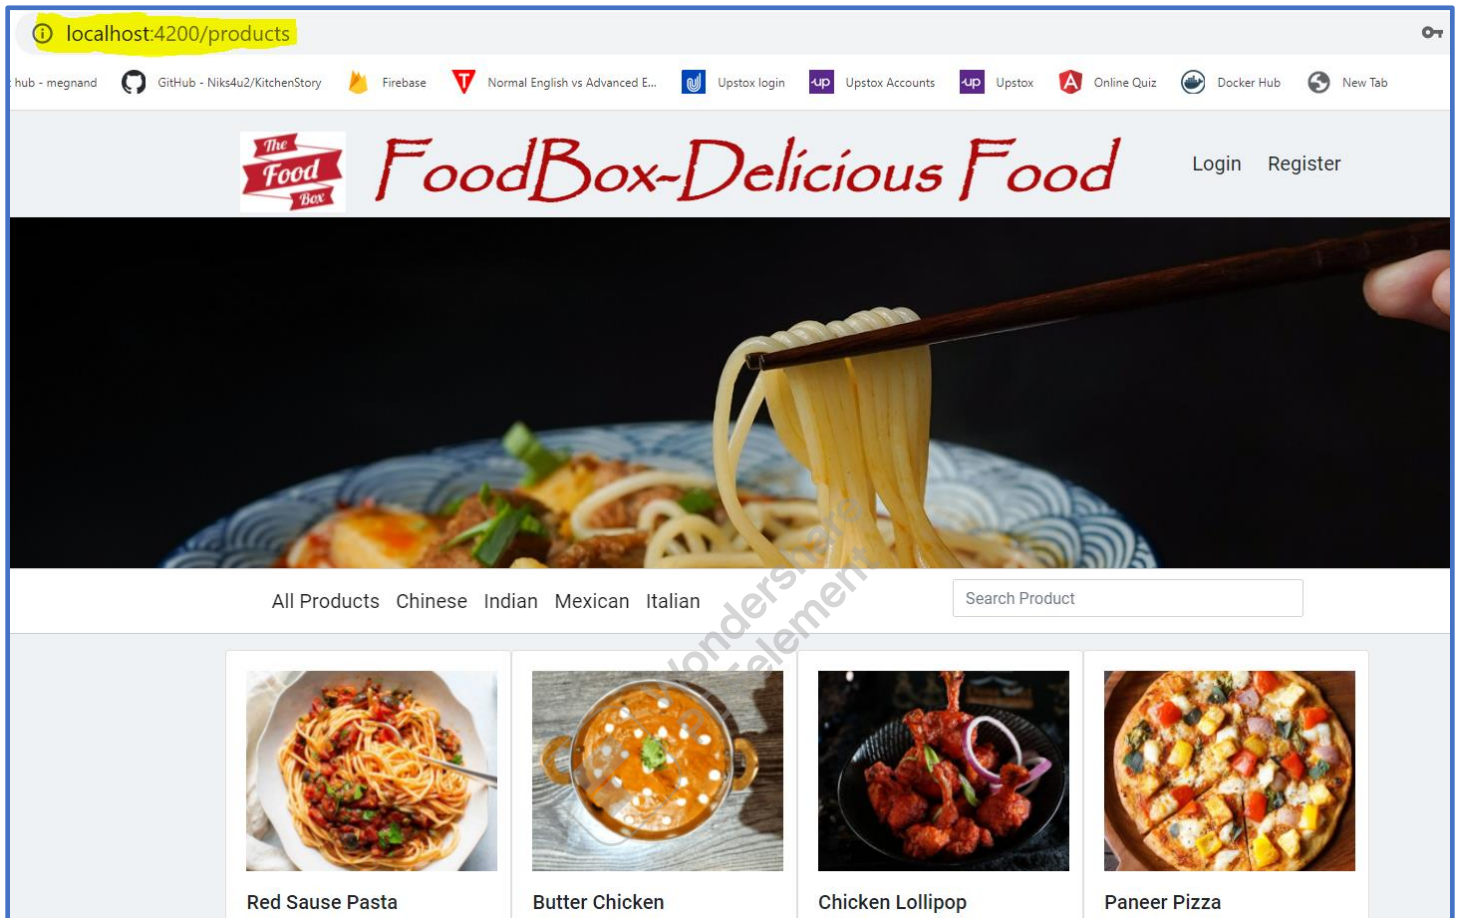 localhost:4200/products
hub - megnand GitHub - Niks4u2/KitchenStory Firebase Normal English vs Advanced E... Upstox login Upstox Accounts Upstox Online Quiz Docker Hub New Tab
The
Food
Box
FoodBox-Delicious Food
Login Register
All Products Chinese Indian Mexican Italian
Search Product
Red Sause Pasta Butter Chicken Chicken Lollipop Paneer Pizza